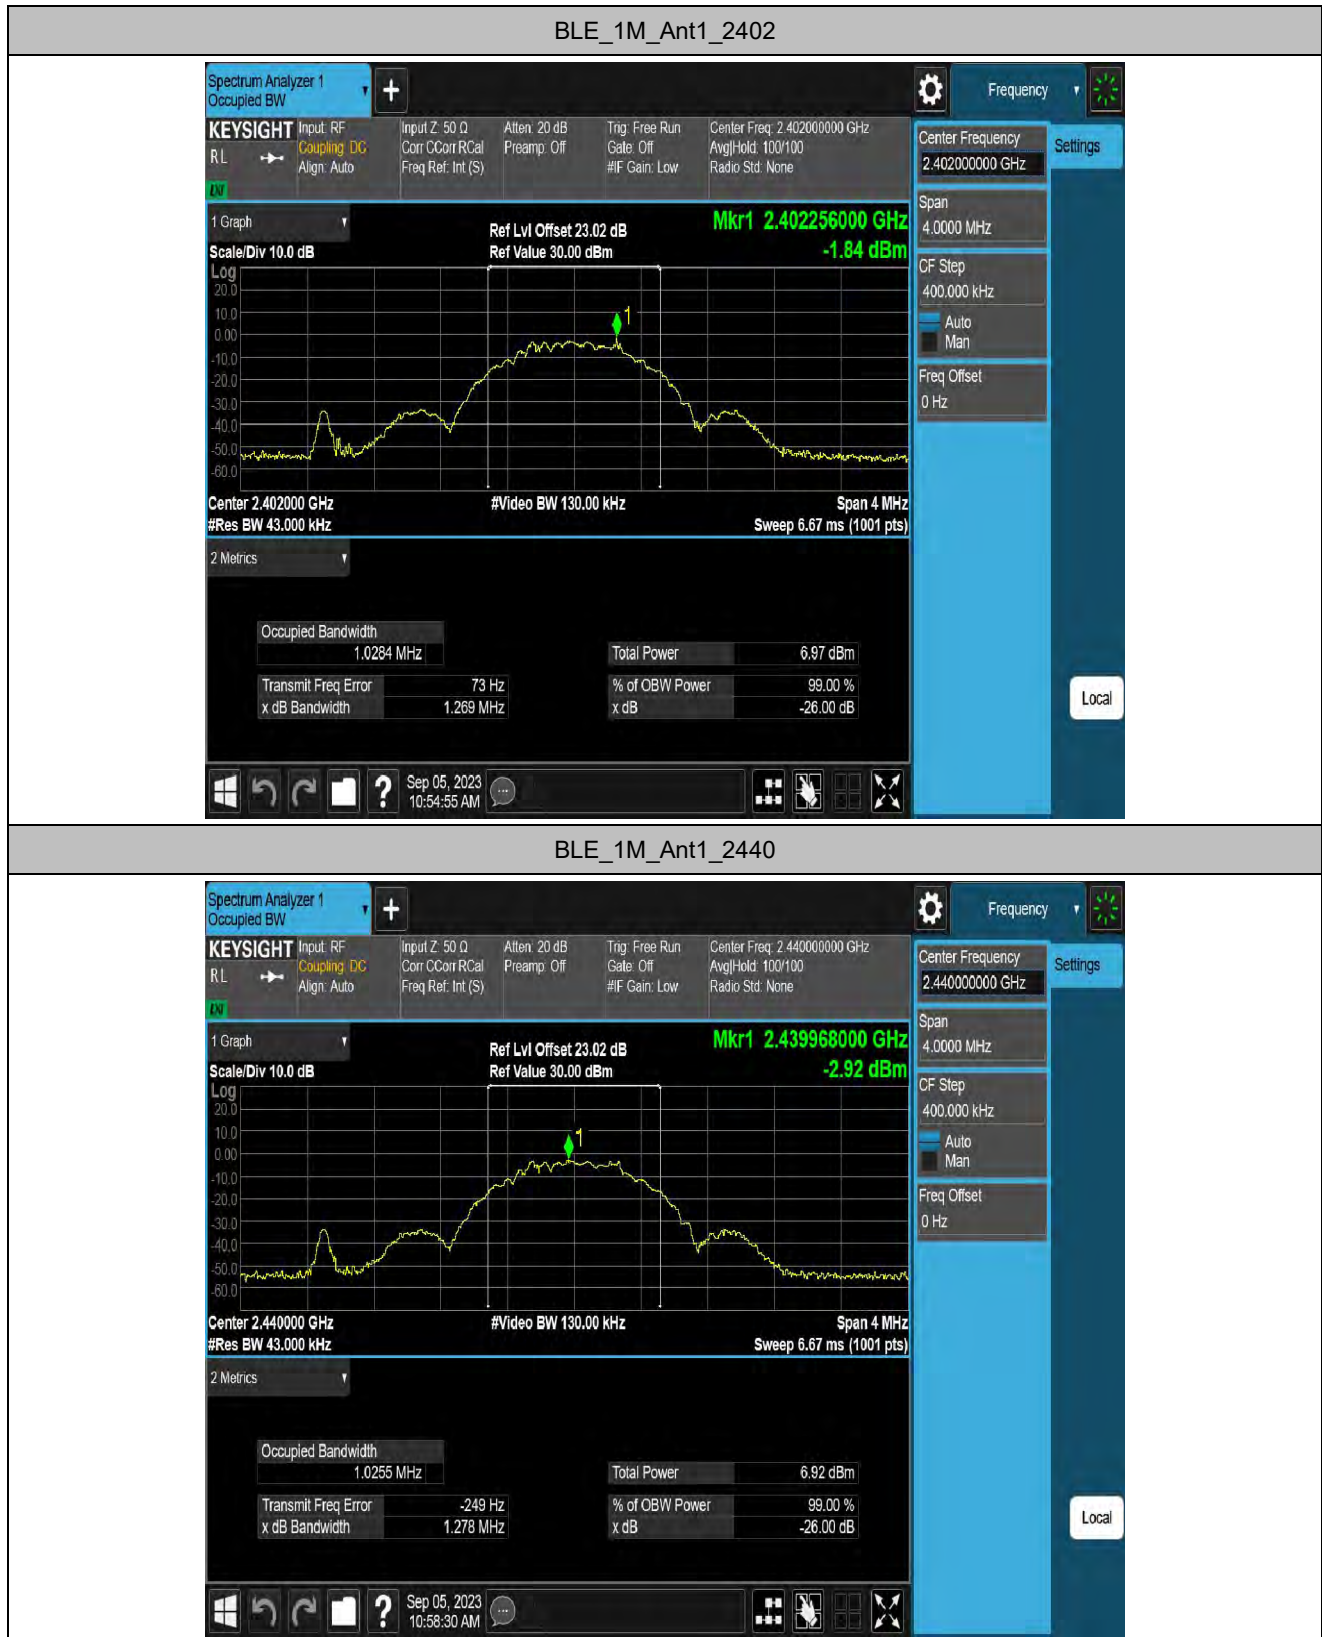 BLE_1M_Ant1_2402
Spectrum Analyzer 1
Occupied BW
+
Frequency
KEYSIGHT
RL
Input: RF
Coupling: DC
Align: Auto
Input Z: 50 Ω
Corr CCorr RCal
Freq Ref: Int (S)
Atten: 20 dB
Preamp: Off
Trig: Free Run
Gate: Off
#IF Gain: Low
Center Freq: 2.402000000 GHz
Avg|Hold: 100/100
Radio Std: None
Center Frequency
2.402000000 GHz
Settings
Span
4.0000 MHz
CF Step
400.000 kHz
Auto
Man
Freq Offset
0 Hz
Local
1 Graph
Scale/Div 10.0 dB
Ref Lvl Offset 23.02 dB
Ref Value 30.00 dBm
Mkr1 2.402256000 GHz
-1.84 dBm
Log
20.0
10.0
0.00
-10.0
-20.0
-30.0
-40.0
-50.0
-60.0
1
Center 2.402000 GHz
#Video BW 130.00 kHz
Span 4 MHz
#Res BW 43.000 kHz
Sweep 6.67 ms (1001 pts)
2 Metrics
Occupied Bandwidth
1.0284 MHz
Total Power 6.97 dBm
Transmit Freq Error 73 Hz
% of OBW Power 99.00 %
x dB Bandwidth 1.269 MHz
x dB -26.00 dB
?
Sep 05, 2023
10:54:55 AM
BLE_1M_Ant1_2440
Spectrum Analyzer 1
Occupied BW
+
Frequency
KEYSIGHT
RL
Input: RF
Coupling: DC
Align: Auto
Input Z: 50 Ω
Corr CCorr RCal
Freq Ref: Int (S)
Atten: 20 dB
Preamp: Off
Trig: Free Run
Gate: Off
#IF Gain: Low
Center Freq: 2.440000000 GHz
Avg|Hold: 100/100
Radio Std: None
Center Frequency
2.440000000 GHz
Settings
Span
4.0000 MHz
CF Step
400.000 kHz
Auto
Man
Freq Offset
0 Hz
Local
1 Graph
Scale/Div 10.0 dB
Ref Lvl Offset 23.02 dB
Ref Value 30.00 dBm
Mkr1 2.439968000 GHz
-2.92 dBm
Log
20.0
10.0
0.00
-10.0
-20.0
-30.0
-40.0
-50.0
-60.0
1
Center 2.440000 GHz
#Video BW 130.00 kHz
Span 4 MHz
#Res BW 43.000 kHz
Sweep 6.67 ms (1001 pts)
2 Metrics
Occupied Bandwidth
1.0255 MHz
Total Power 6.92 dBm
Transmit Freq Error -249 Hz
% of OBW Power 99.00 %
x dB Bandwidth 1.278 MHz
x dB -26.00 dB
?
Sep 05, 2023
10:58:30 AM